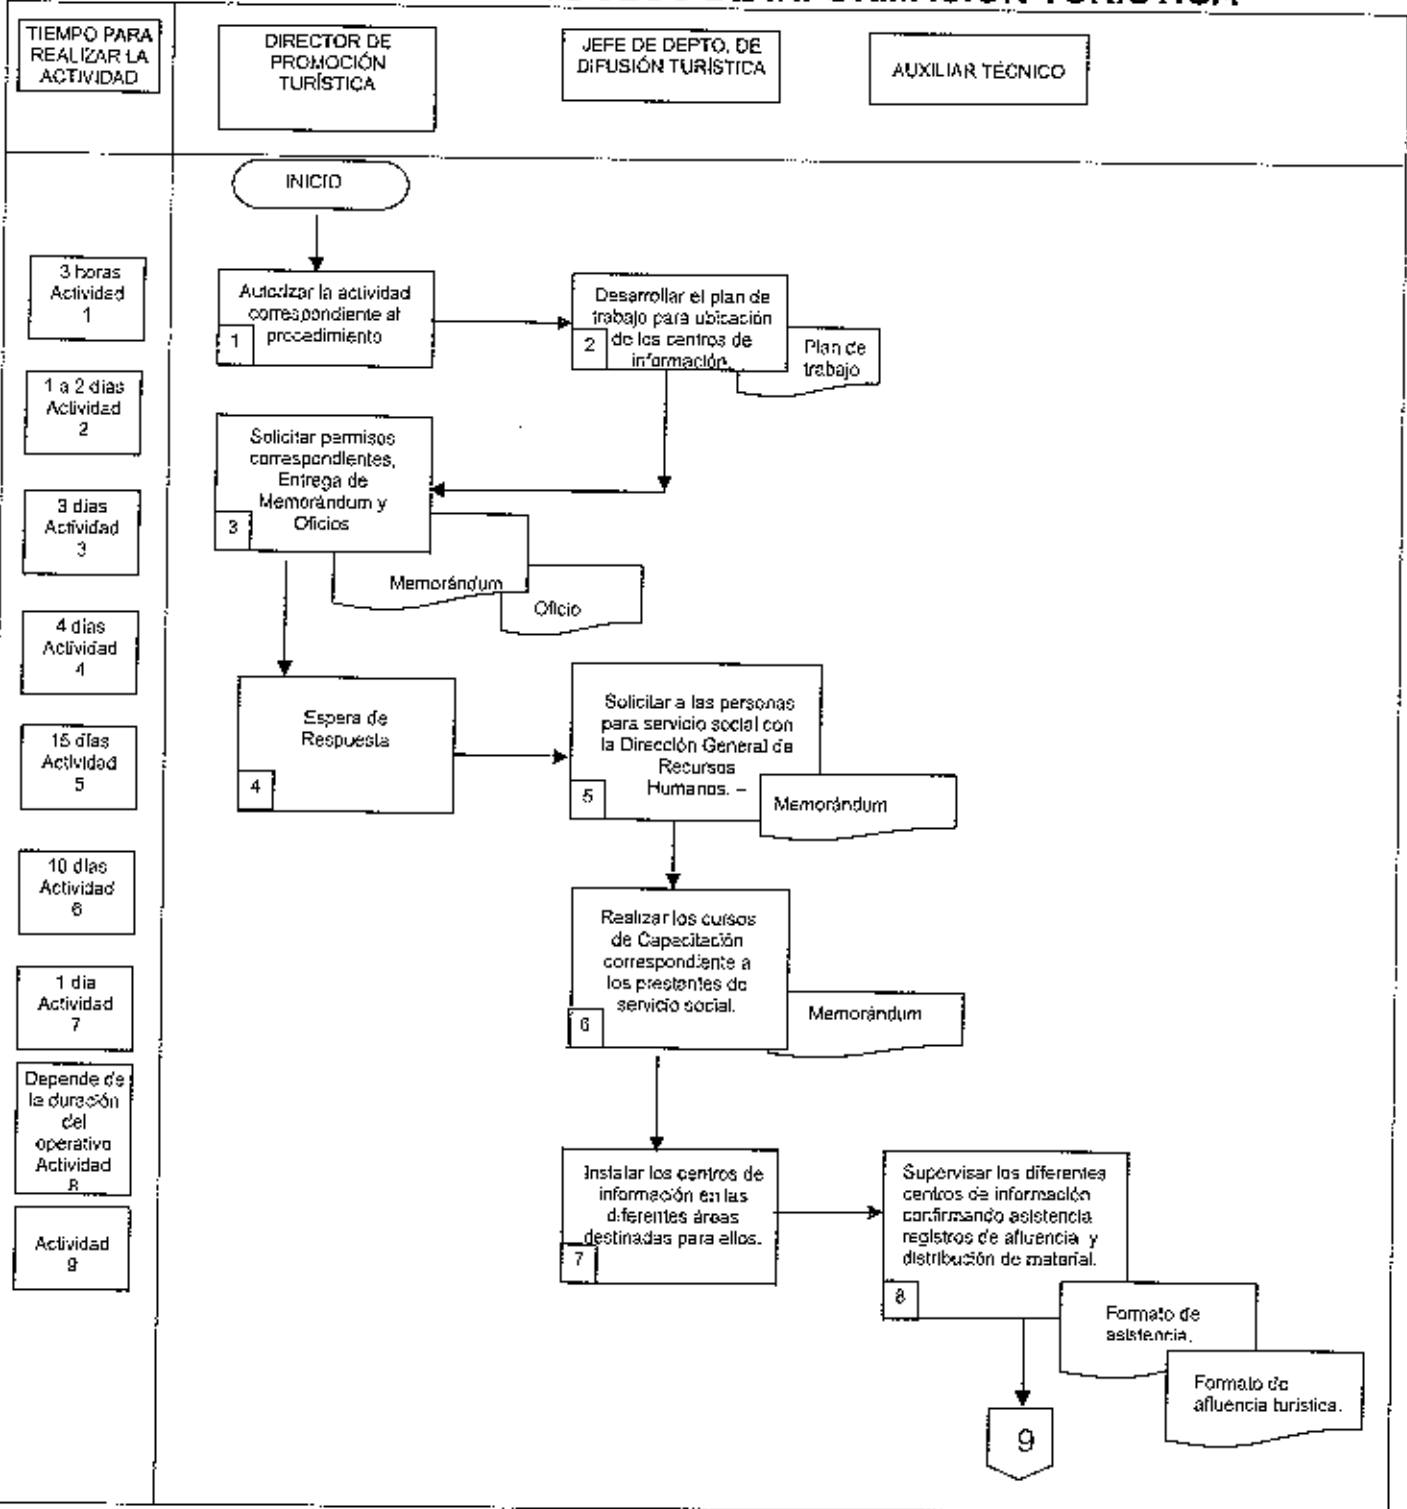 TURÍSTICA
TIEMPO PARA
REALIZAR LA
ACTIVIDAD
DIRECTOR DE
PROMOCIÓN
TURÍSTICA
JEFE DE DEPTO. DE
DIFUSIÓN TURÍSTICA
AUXILIAR TÉCNICO
INICIO
3 horas
Actividad
1
Autorizar la actividad
correspondiente al
procedimiento
1
Desarrollar el plan de
trabajo para ubicación
de los centros de
información.
2
Plan de
trabajo
1 a 2 días
Actividad
2
Solicitar permisos
correspondientes,
Entrega de
Memorándum y
Oficios
3
Memorándum
Oficio
3 días
Actividad
3
4 días
Actividad
4
Espera de
Respuesta
4
Solicitar a las personas
para servicio social con
la Dirección General de
Recursos
Humanos. –
5
Memorándum
15 días
Actividad
5
10 días
Actividad
6
Realizar los cursos
de Capacitación
correspondiente a
los prestantes de
servicio social.
6
Memorándum
1 día
Actividad
7
Depende de
la duración
del
operativo
Actividad
8
Instalar los centros de
información en las
diferentes áreas
destinadas para ellos.
7
Supervisar los diferentes
centros de información
confirmando asistencia
registros de afluencia y
distribución de material.
8
Actividad
9
Formato de
asistencia.
Formato de
afluencia turística.
9